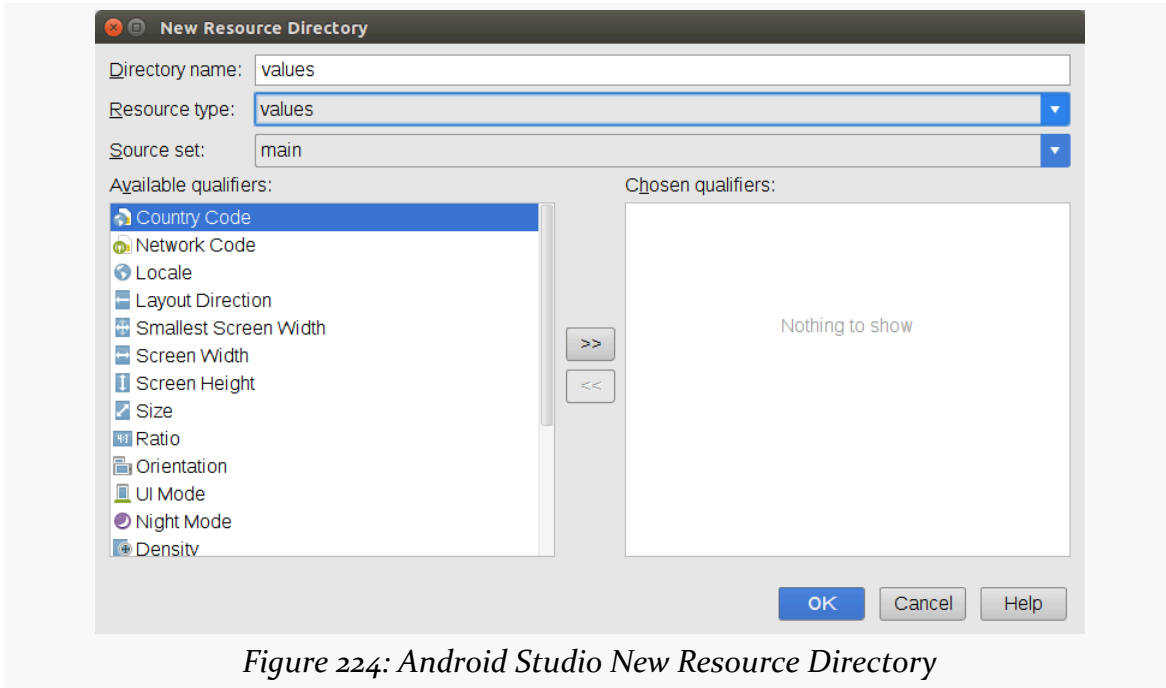 New Resource Directory
Directory name: values
Resource type: values
Source set: main
Available qualifiers:
Chosen qualifiers:
Country Code
Network Code
Locale
Layout Direction
Smallest Screen Width
Screen Width
Screen Height
Size
Ratio
Orientation
UI Mode
Night Mode
Density
>>
<<
Nothing to show
OK
Cancel
Help
Figure 224: Android Studio New Resource Directory